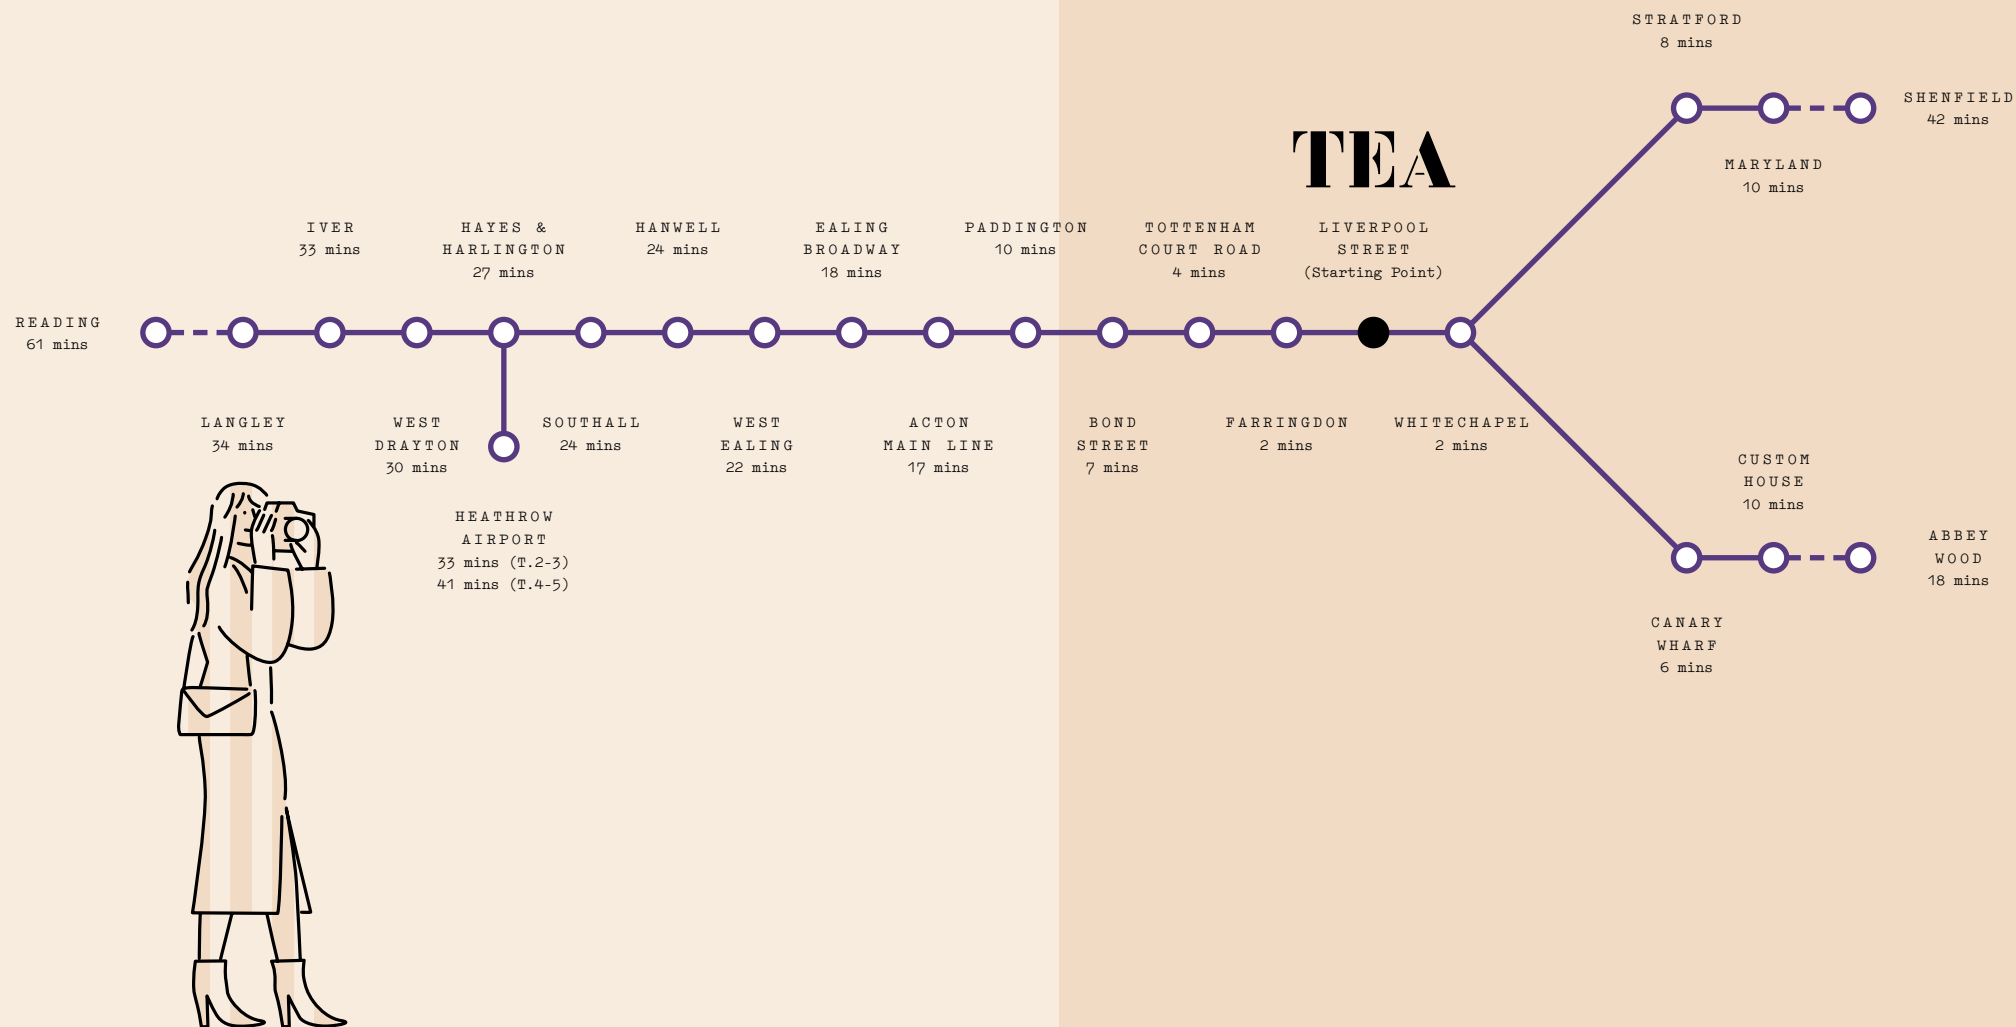 STRATFORD
8 mins
SHENFIELD
42 mins
TEA
MARYLAND
10 mins
IVER
33 mins
HAYES &
HARLINGTON
27 mins
HANWELL
24 mins
EALING
BROADWAY
18 mins
PADDINGTON
10 mins
TOTTENHAM
COURT ROAD
4 mins
LIVERPOOL
STREET
(Starting Point)
READING
61 mins
LANGLEY
34 mins
WEST
DRAYTON
30 mins
SOUTHALL
24 mins
WEST
EALING
22 mins
ACTON
MAIN LINE
17 mins
BOND
STREET
7 mins
FARRINGDON
2 mins
WHITECHAPEL
2 mins
HEATHROW
AIRPORT
33 mins (T.2-3)
41 mins (T.4-5)
CUSTOM
HOUSE
10 mins
ABBEY
WOOD
18 mins
CANARY
WHARF
6 mins